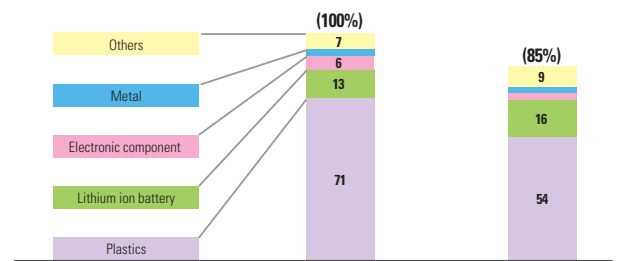 (100%)
Others
7
(85%)
9
Metal
6
13
16
Electronic component
71
54
Lithium ion battery
Plastics